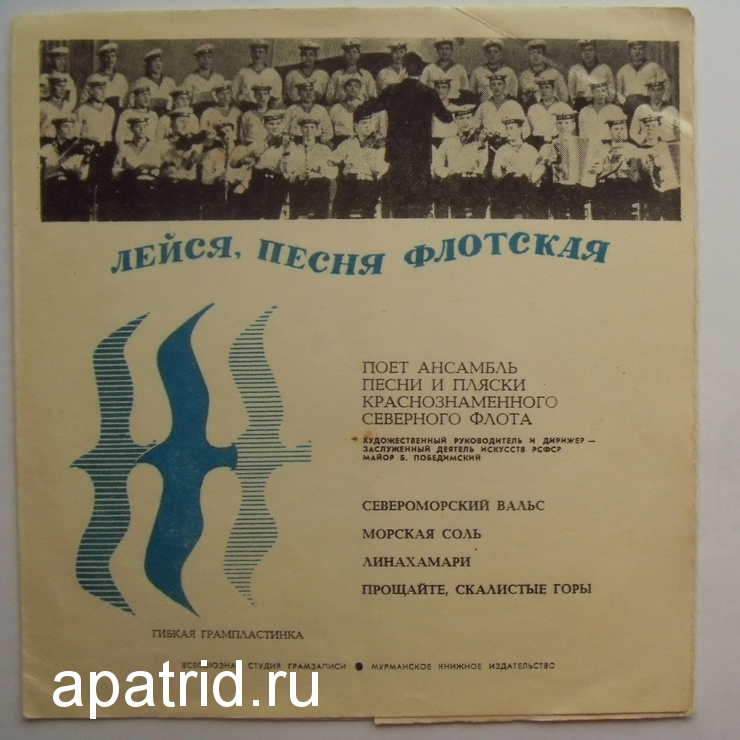 ЛЕЙСЯ, ПЕСНЯ ФЛОТСКАЯ
ПОЕТ АНСАМБЛЬ
ПЕСНИ И ПЛЯСКИ
КРАСНОЗНАМЕННОГО
СЕВЕРНОГО ФЛОТА
ХУДОЖЕСТВЕННЫЙ РУКОВОДИТЕЛЬ И ДИРИЖЕР —
ЗАСЛУЖЕННЫЙ ДЕЯТЕЛЬ ИСКУССТВ РСФСР
МАЙОР Б. ПОБЕДИМСКИЙ
СЕВЕРОМОРСКИЙ ВАЛЬС
МОРСКАЯ СОЛЬ
ЛИНАХАМАРИ
ПРОЩАЙТЕ, СКАЛИСТЫЕ ГОРЫ
ГИБКАЯ ГРАМПЛАСТИНКА
ВСЕСОЮЗНАЯ СТУДИЯ ГРАМЗАПИСИ ● МУРМАНСКОЕ КНИЖНОЕ ИЗДАТЕЛЬСТВО
apatrid.ru